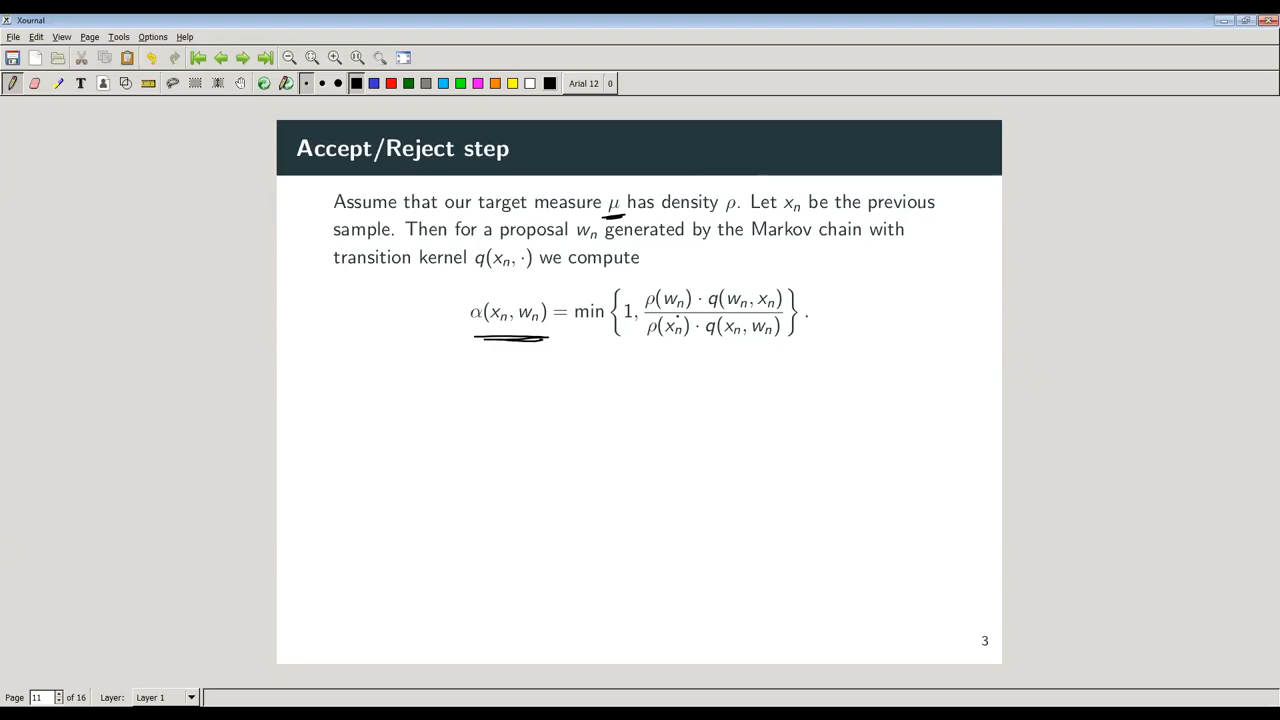 Xournal
File Edit View Page Tools Options Help
Arial 12 0
Accept/Reject step
Assume that our target measure μ has density ρ. Let xₙ be the previous
sample. Then for a proposal wₙ generated by the Markov chain with
transition kernel q(xₙ, ·) we compute
α(xₙ, wₙ) = min {1, ρ(wₙ) · q(wₙ, xₙ) / ρ(xₙ) · q(xₙ, wₙ)} .
3
Page 11 of 16 Layer: Layer 1